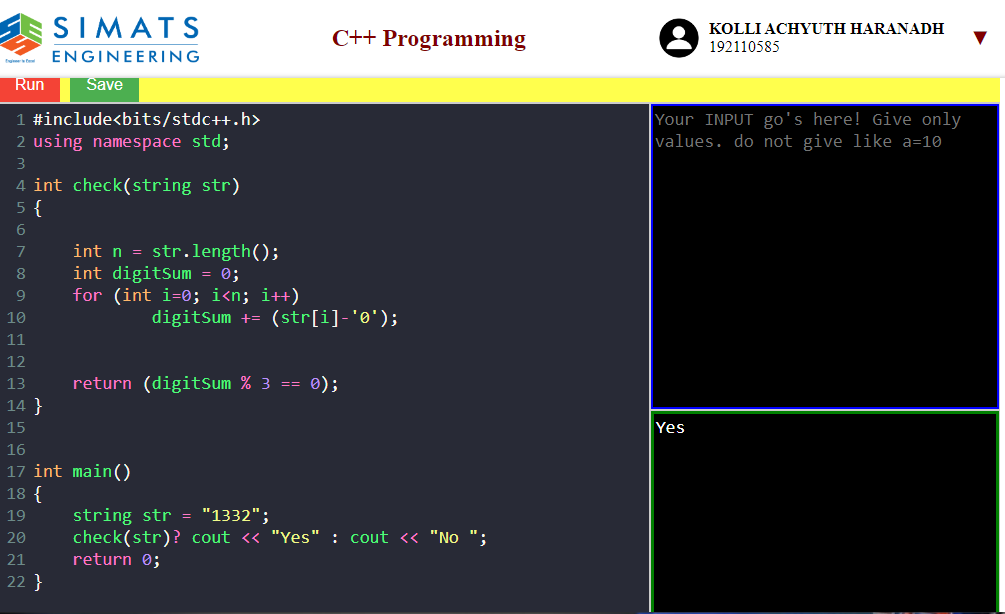 SIMATS
ENGINEERING
Engineer to Excel
C++ Programming
KOLLI ACHYUTH HARANADH
192110585
▼
Run
Save
1 #include<bits/stdc++.h>
2 using namespace std;
3
4 int check(string str)
5 {
6
7     int n = str.length();
8     int digitSum = 0;
9     for (int i=0; i<n; i++)
10             digitSum += (str[i]-'0');
11
12
13     return (digitSum % 3 == 0);
14 }
15
16
17 int main()
18 {
19     string str = "1332";
20     check(str)? cout << "Yes" : cout << "No ";
21     return 0;
22 }
Your INPUT go's here! Give only
values. do not give like a=10
Yes